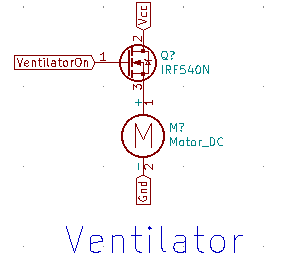 Vcc
2
VentilatorOn
1
Q?
IRF540N
3
+
1
M
M?
Motor_DC
-
2
Gnd
Ventilator